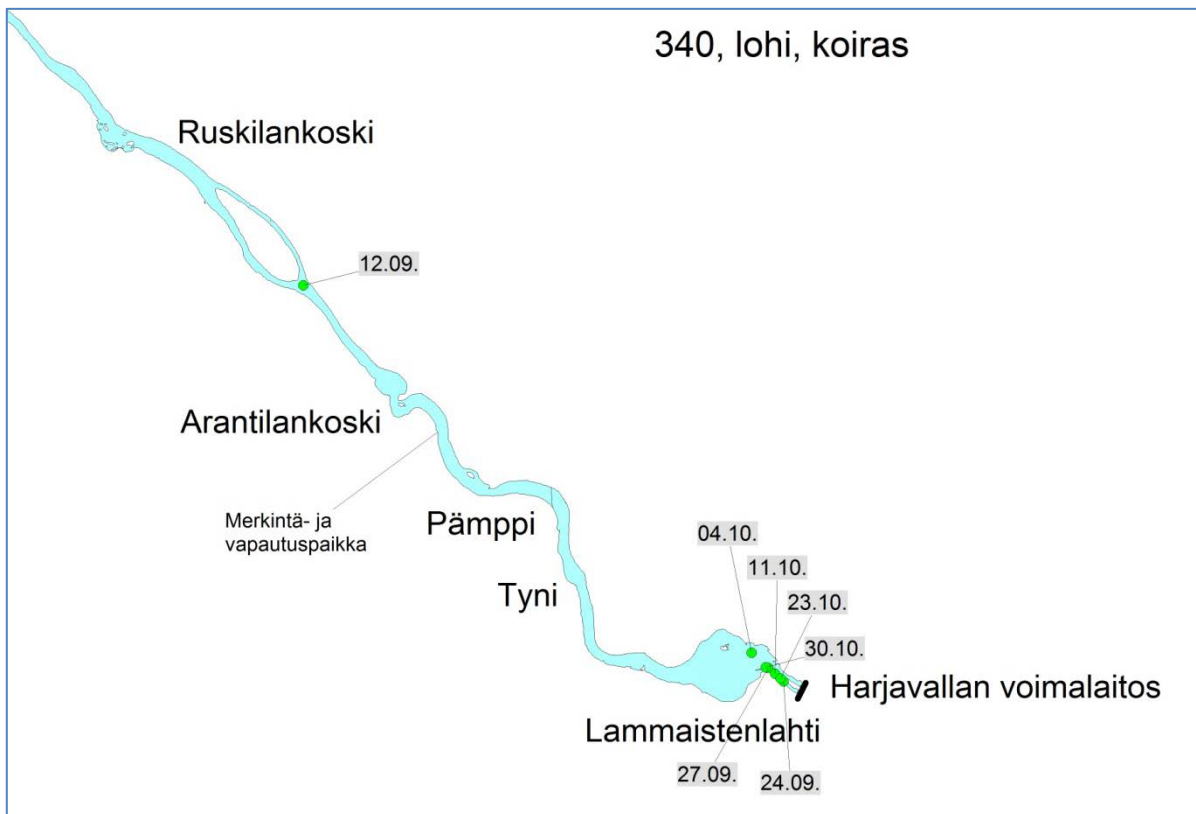 340, lohi, koiras
Ruskilankoski
12.09.
Arantilankoski
Merkintä- ja
vapautuspaikka
Pämppi
04.10.
11.10.
Tyni
23.10.
30.10.
Harjavallan voimalaitos
Lammaistenlahti
27.09.
24.09.